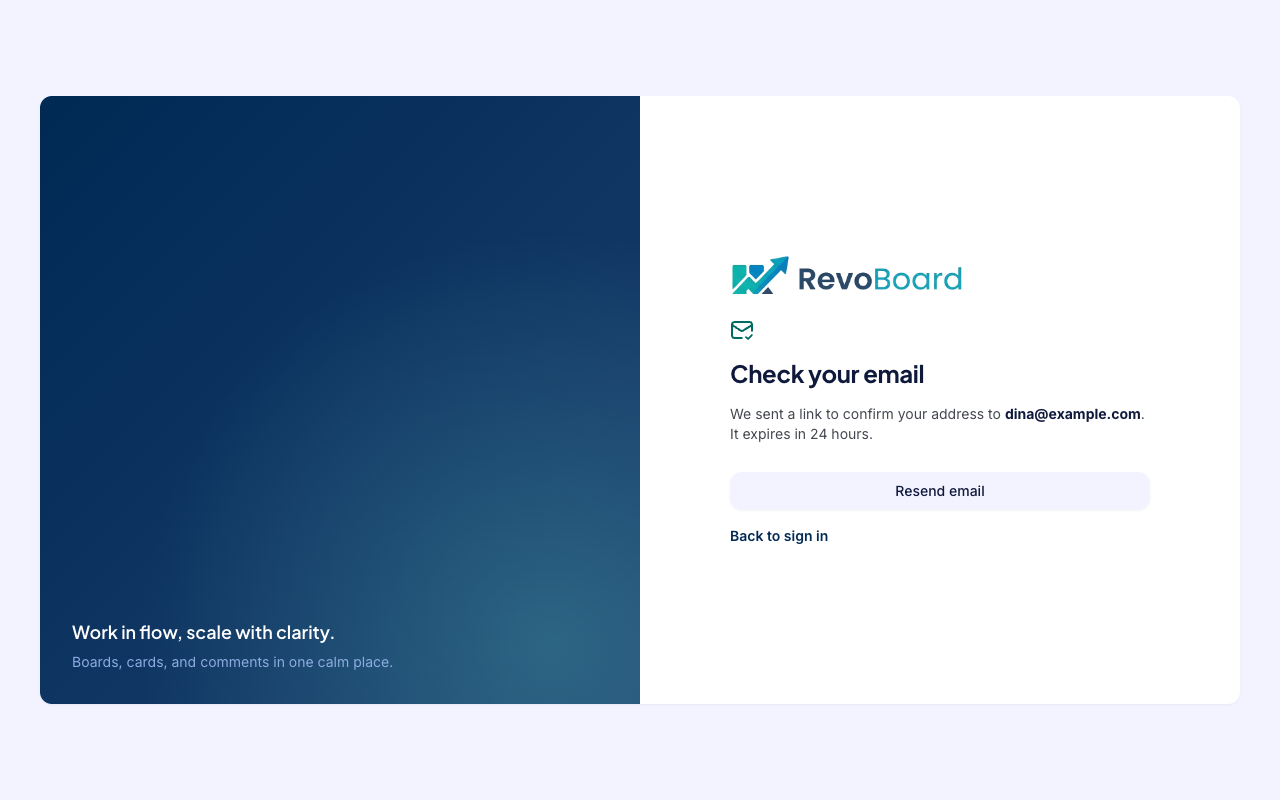 RevoBoard
Check your email
We sent a link to confirm your address to dina@example.com.
It expires in 24 hours.
Resend email
Back to sign in
Work in flow, scale with clarity.
Boards, cards, and comments in one calm place.